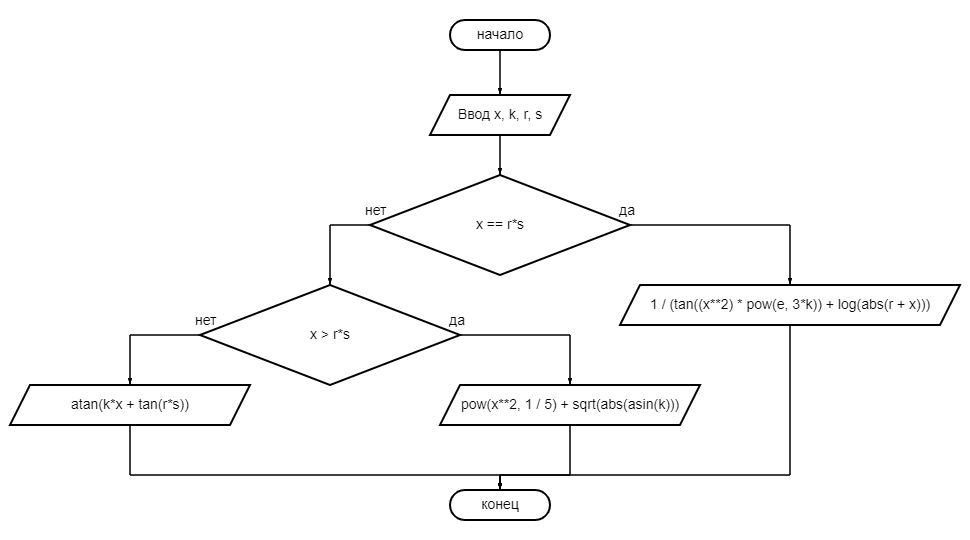 начало
Ввод x, k, r, s
нет
да
x == r*s
1 / (tan((x**2) * pow(e, 3*k)) + log(abs(r + x)))
нет
да
x > r*s
atan(k*x + tan(r*s))
pow(x**2, 1 / 5) + sqrt(abs(asin(k)))
конец